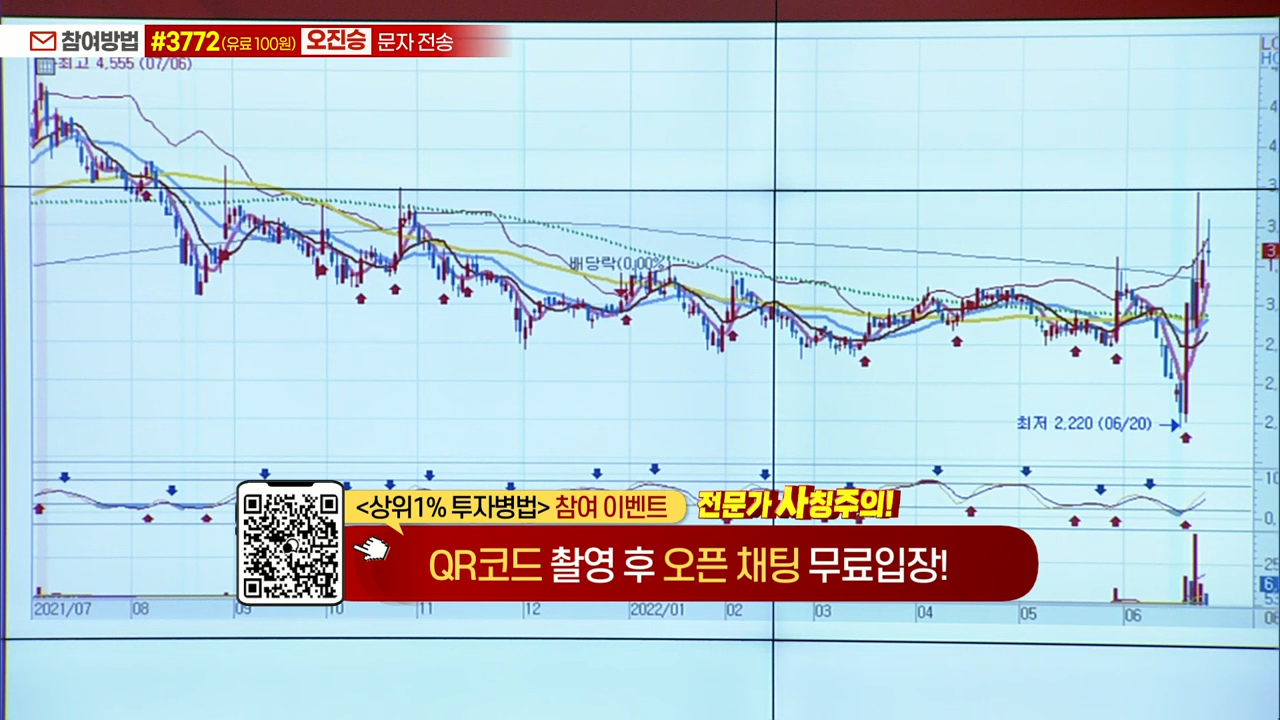 참여방법 #3772(유료 100원) 오진승 문자 전송
최고 4,555 (07/06)
배당락(0,00%)
최저 2,220 (06/20)
<상위1% 투자병법> 참여 이벤트
전문가 사칭주의!
QR코드 촬영 후 오픈 채팅 무료입장!
2021/07 08 09 10 11 12 2022/01 02 03 04 05 06